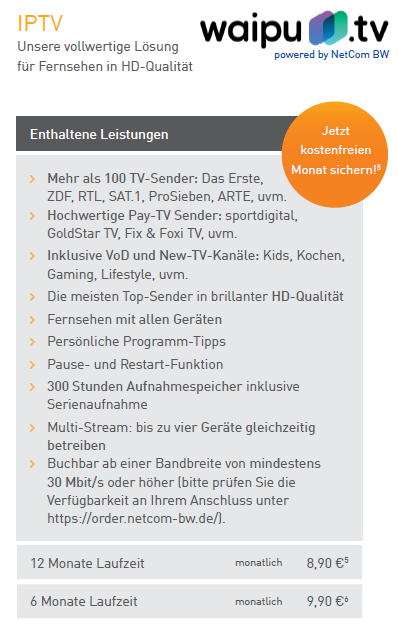 IPTV
Unsere vollwertige Lösung
für Fernsehen in HD-Qualität
waipu.tv
powered by NetCom BW
Enthaltene Leistungen
Jetzt
kostenfreien
Monat sichern!⁵
Mehr als 100 TV-Sender: Das Erste,
ZDF, RTL, SAT.1, ProSieben, ARTE, uvm.
Hochwertige Pay-TV Sender: sportdigital,
GoldStar TV, Fix & Foxi TV, uvm.
Inklusive VoD und New-TV-Kanäle: Kids, Kochen,
Gaming, Lifestyle, uvm.
Die meisten Top-Sender in brillanter HD-Qualität
Fernsehen mit allen Geräten
Persönliche Programm-Tipps
Pause- und Restart-Funktion
300 Stunden Aufnahmespeicher inklusive
Serienaufnahme
Multi-Stream: bis zu vier Geräte gleichzeitig
betreiben
Buchbar ab einer Bandbreite von mindestens
30 Mbit/s oder höher (bitte prüfen Sie die
Verfügbarkeit an Ihrem Anschluss unter
https://order.netcom-bw.de/).
12 Monate Laufzeit monatlich 8,90 €⁵
6 Monate Laufzeit monatlich 9,90 €⁶